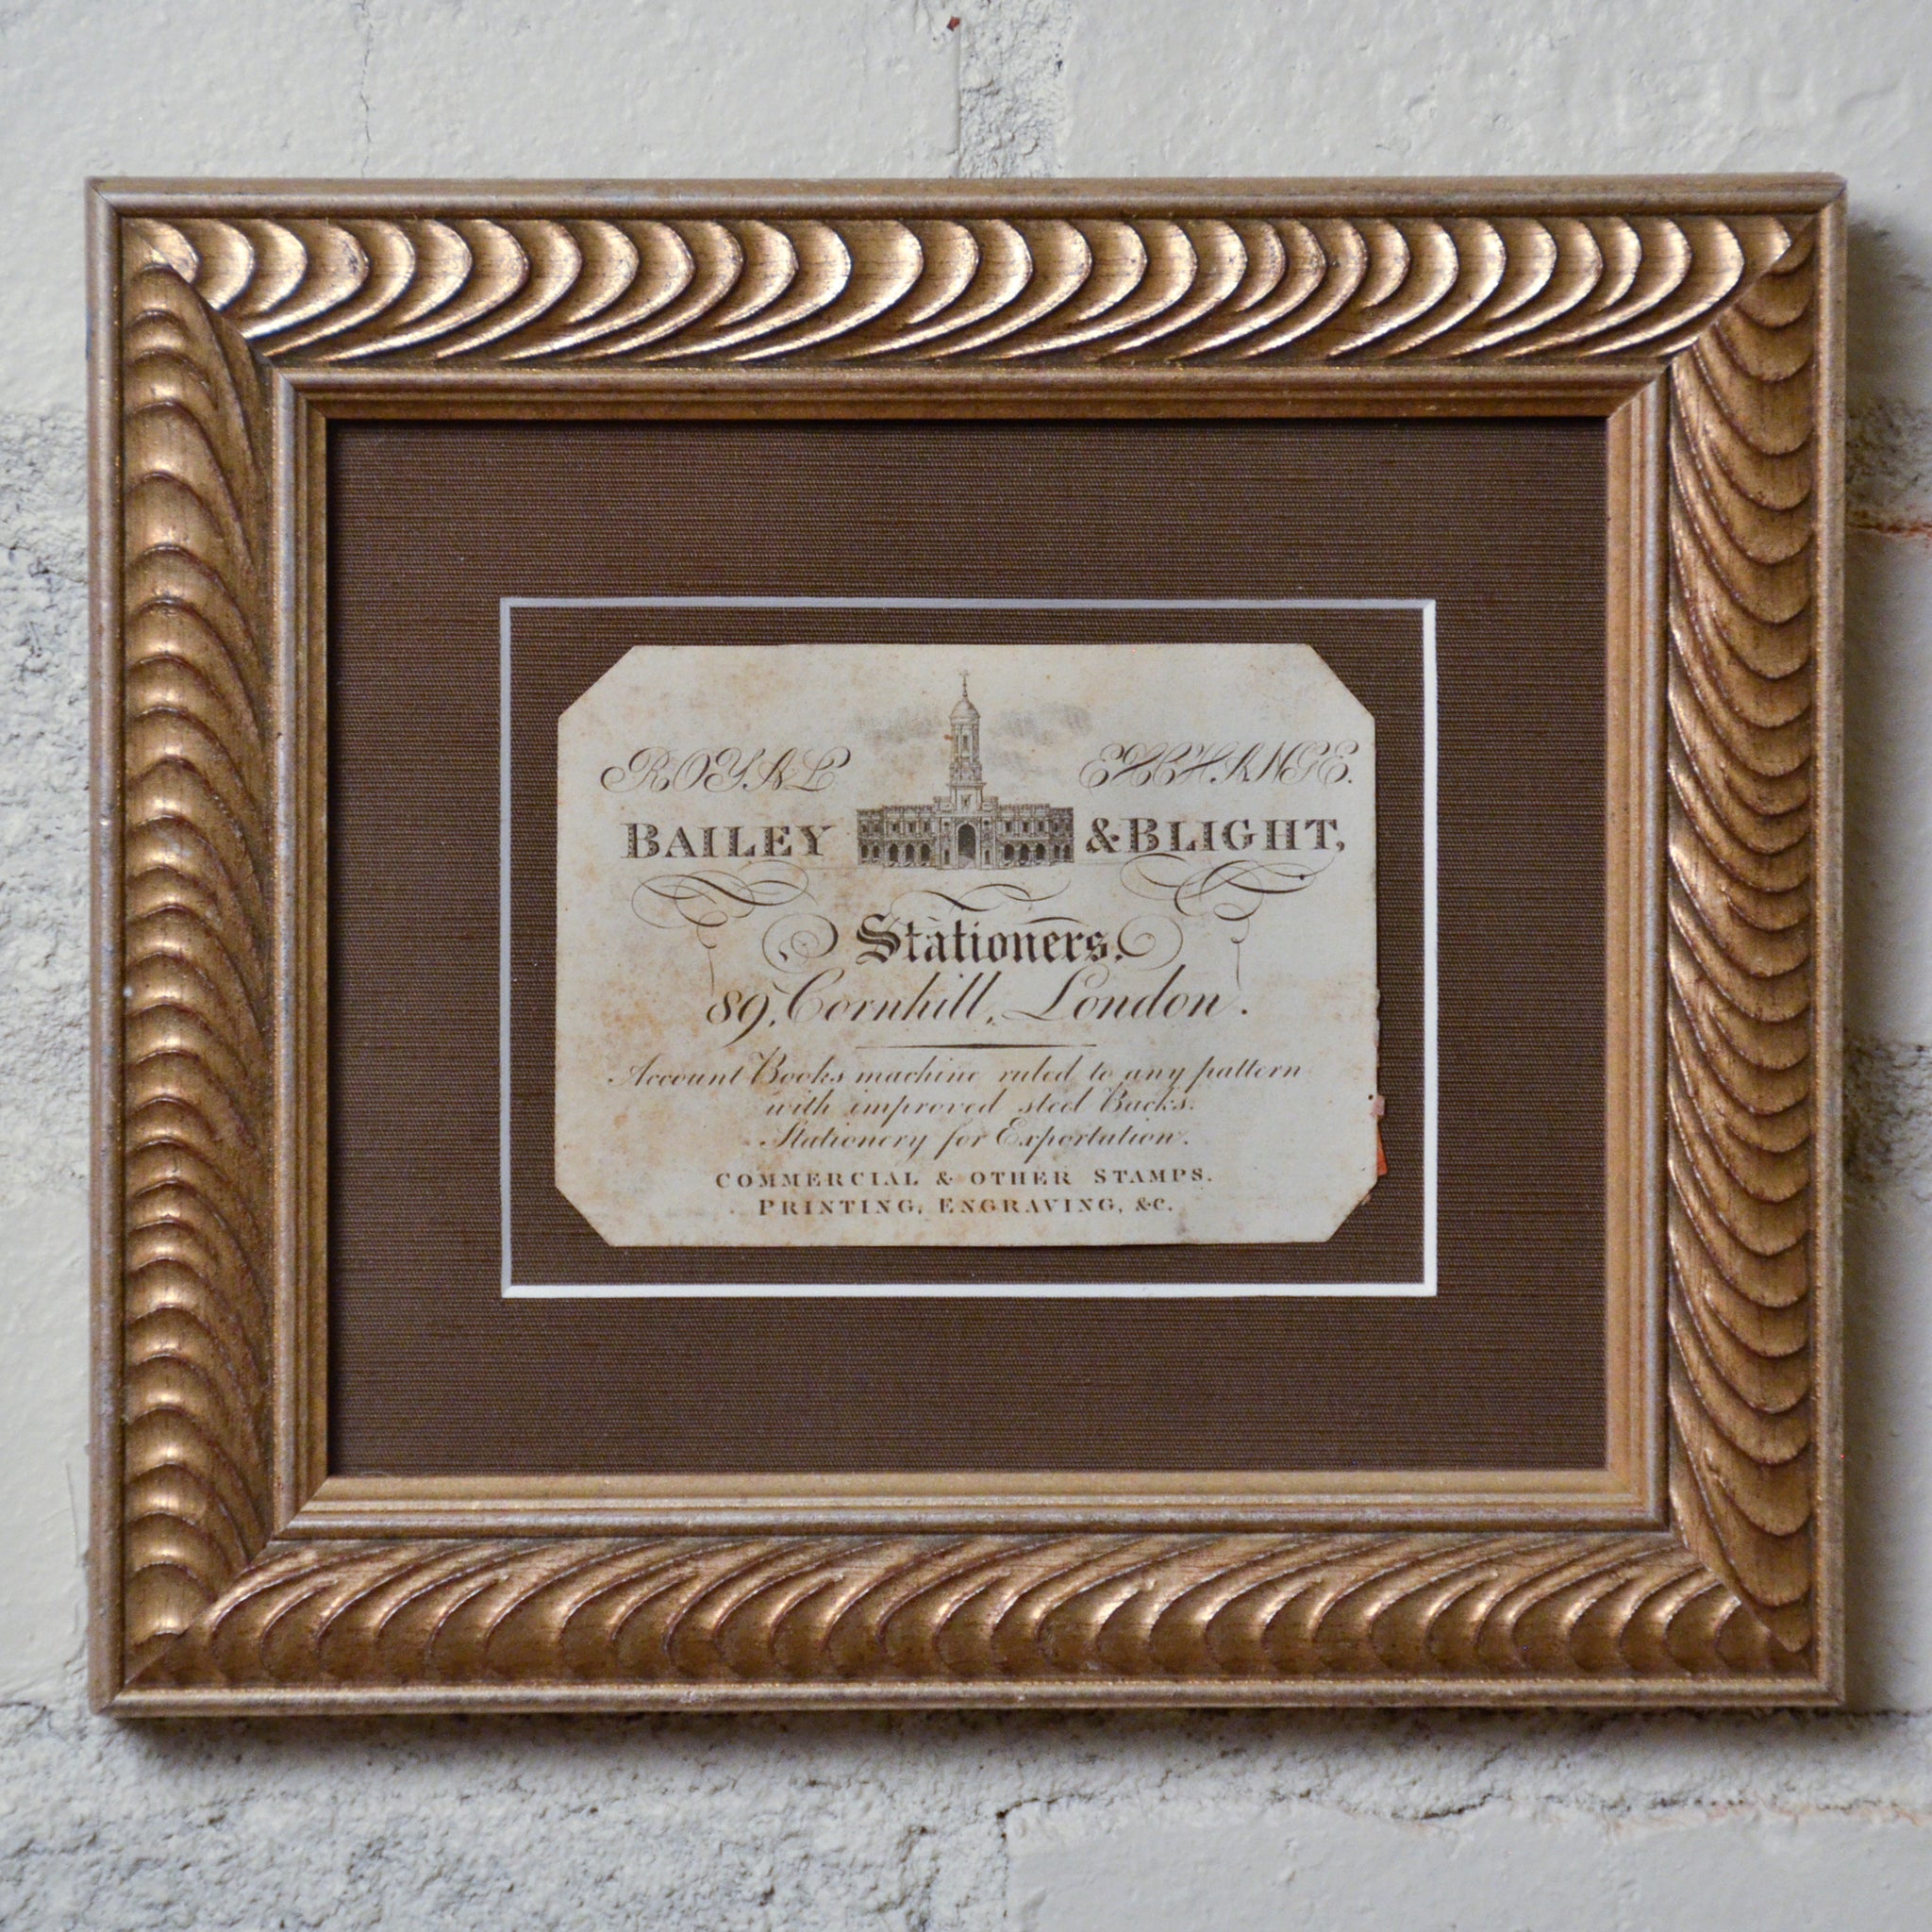 ROYAL EXCHANGE.
BAILEY & BLIGHT,
Stationers,
89, Cornhill, London.
Account Books machine ruled to any pattern
with improved steel Backs.
Stationery for Exportation.
COMMERCIAL & OTHER STAMPS.
PRINTING, ENGRAVING, &C.